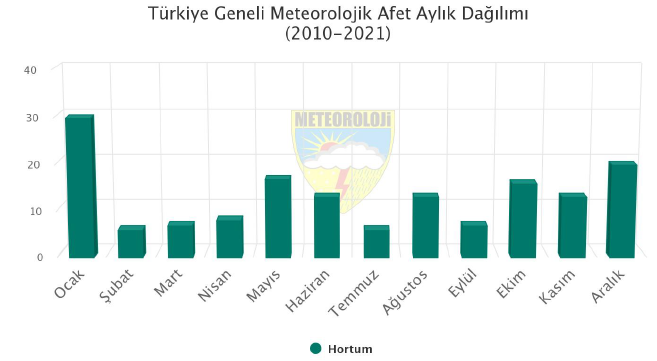 Türkiye Geneli Meteorolojik Afet Aylık Dağılımı
(2010-2021)
METEOROLOJİ
40
30
20
10
0
Ocak
Şubat
Mart
Nisan
Mayıs
Haziran
Temmuz
Ağustos
Eylül
Ekim
Kasım
Aralık
Hortum